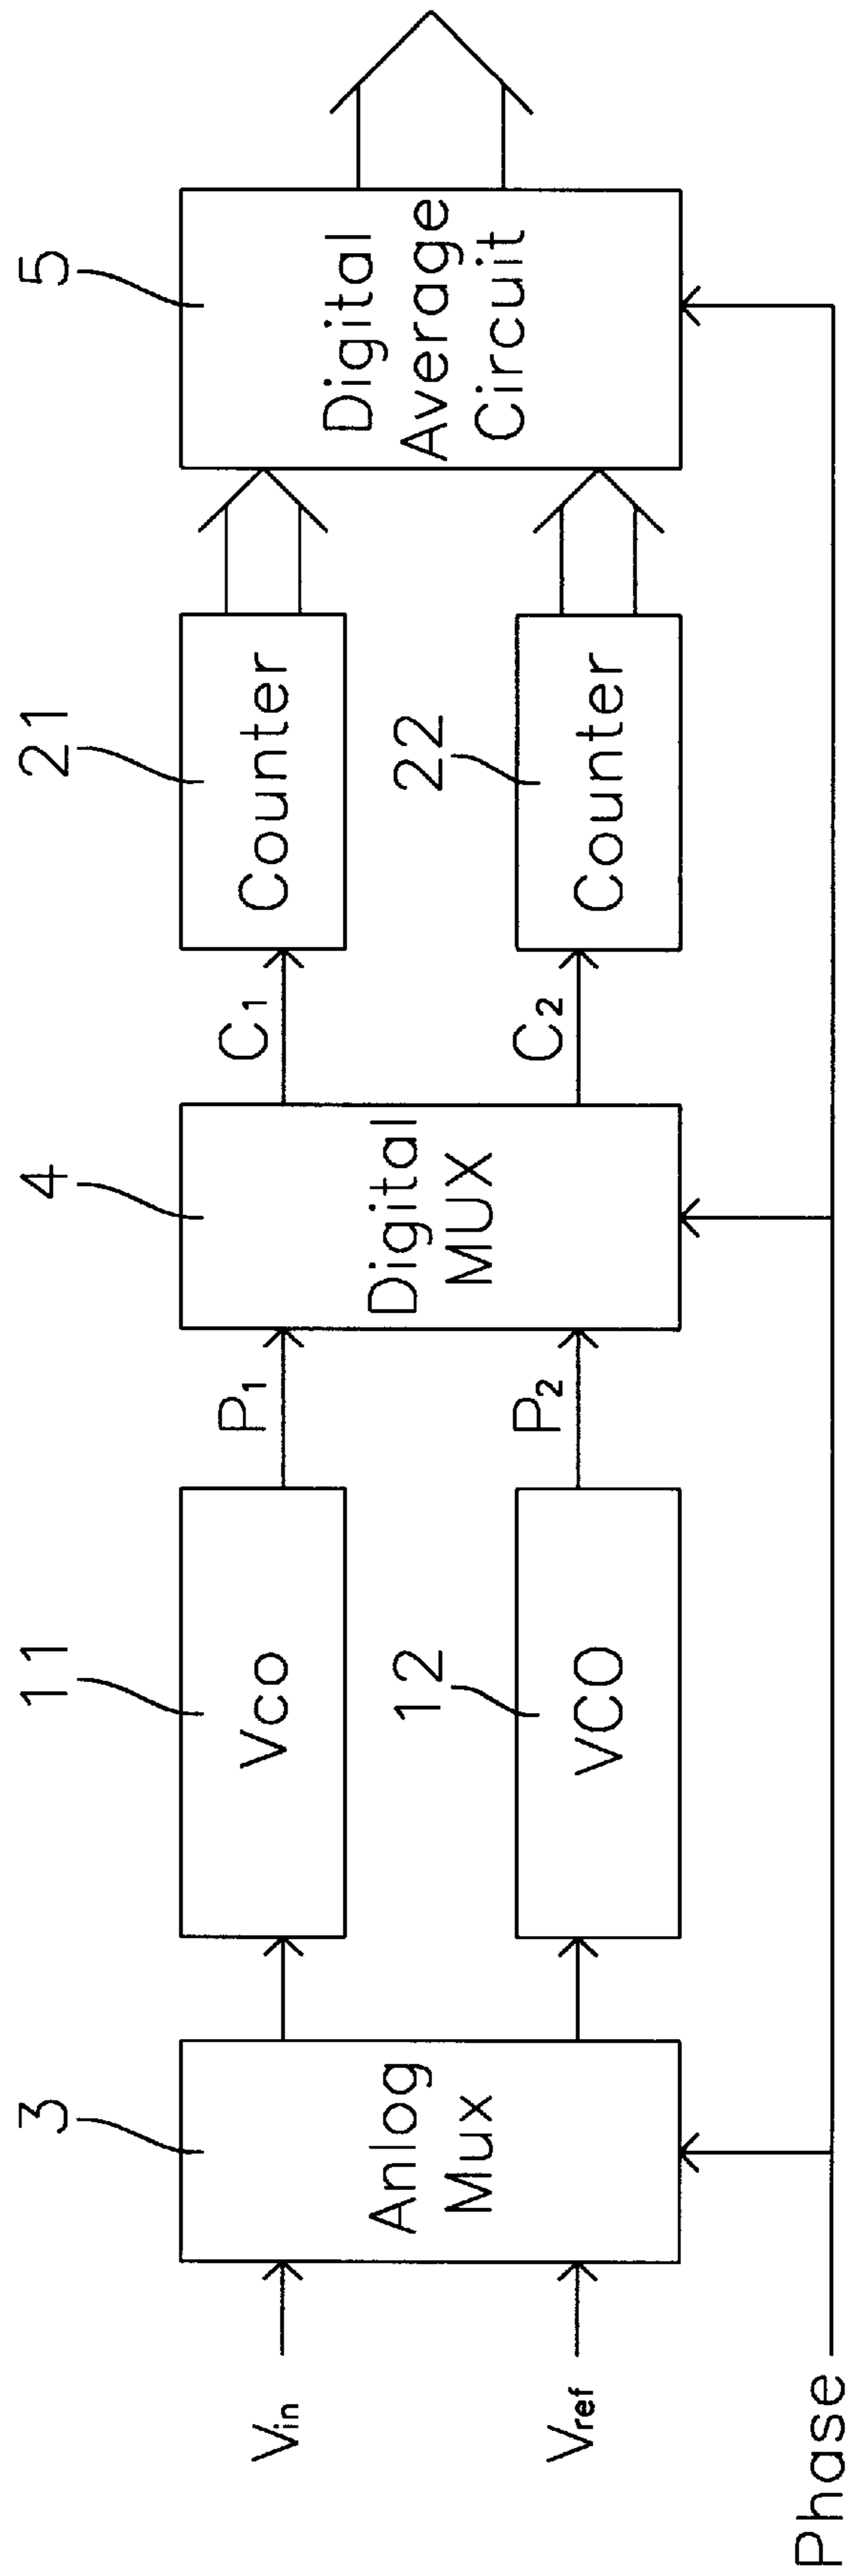 3
11
4
21
5
Vin
Anlog
Mux
Vco
P1
Digital
MUX
C1
Counter
Digital
Average
Circuit
12
22
Vref
VCO
P2
C2
Counter
Phase